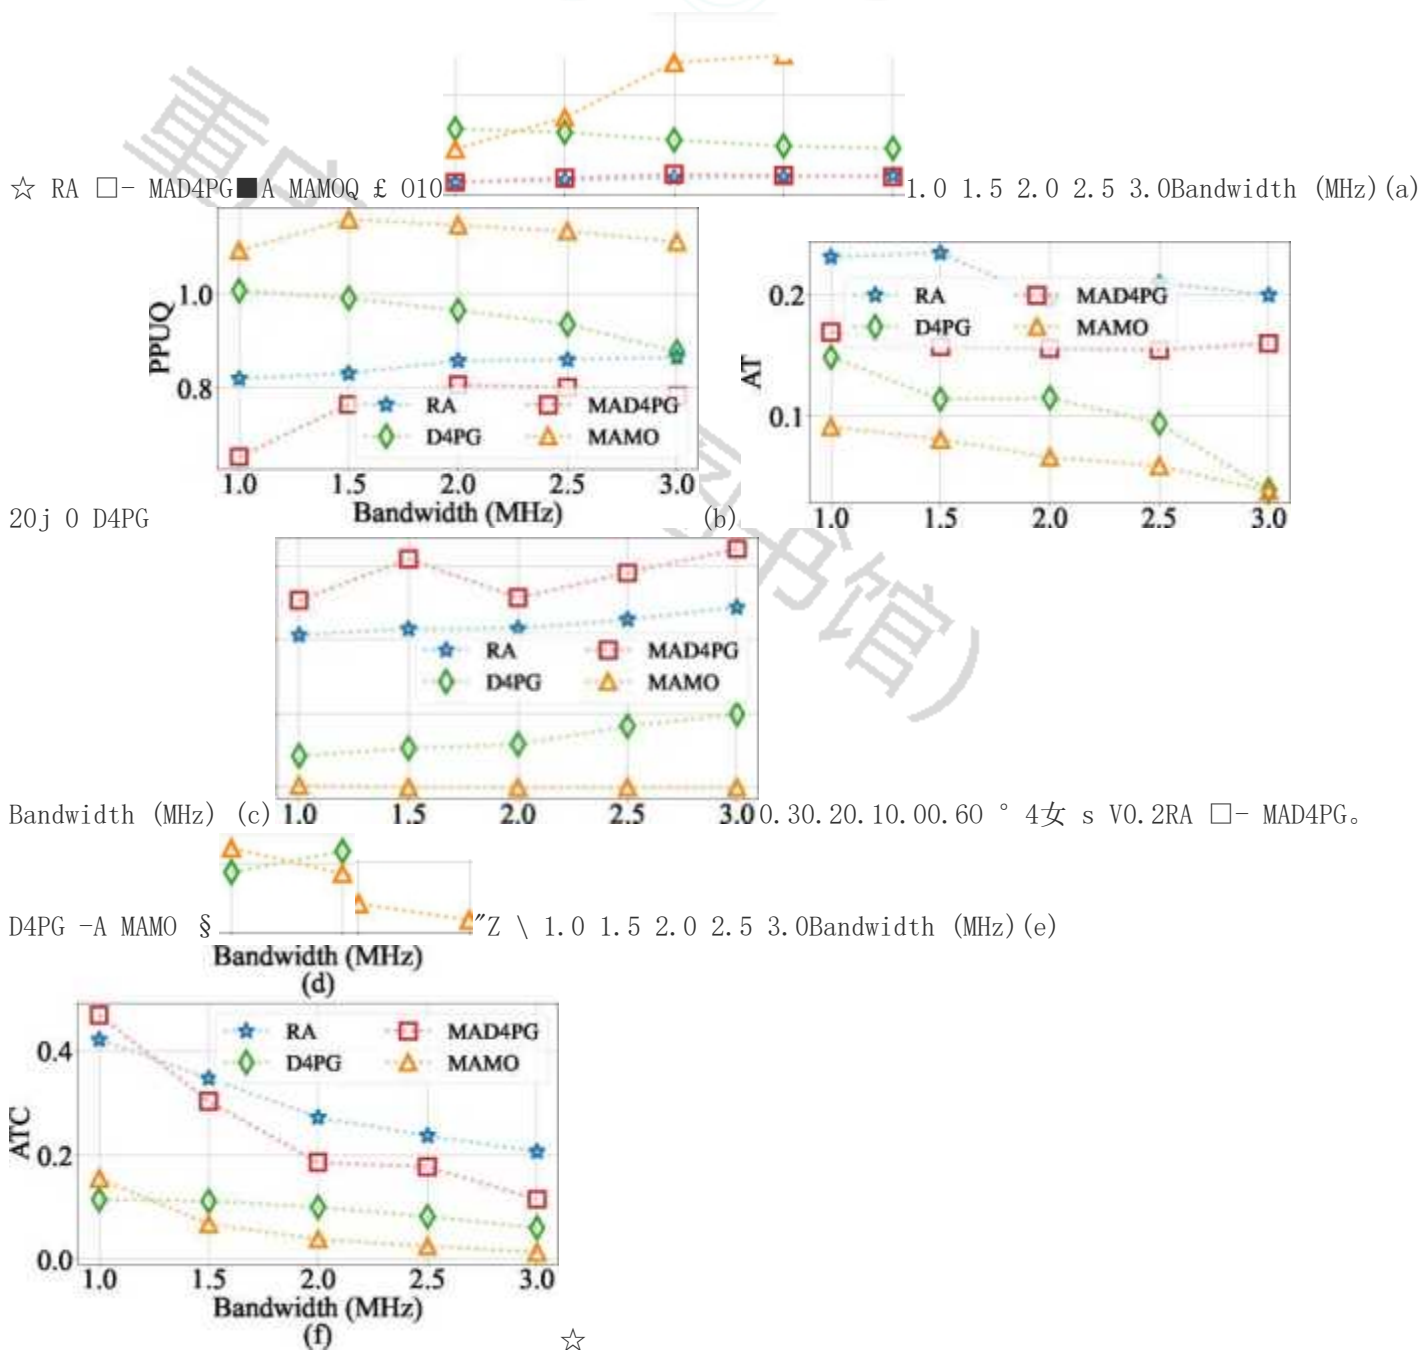 ☆ RA □- MAD4PG■A MAMOQ £ 010
1.0 1.5 2.0 2.5 3.0Bandwidth (MHz)(a)
PPUQ
1.0
0.8
RA MAD4PG
D4PG MAMO
1.0 1.5 2.0 2.5 3.0
Bandwidth (MHz)
20j 0 D4PG
(b)
AT
0.2
0.1
RA MAD4PG
D4PG MAMO
1.0 1.5 2.0 2.5 3.0
RA MAD4PG
D4PG MAMO
Bandwidth (MHz) (c)
1.0 1.5 2.0 2.5 3.0
0.30.20.10.00.60 ° 4女 s V0.2RA □- MAD4PG。
D4PG -A MAMO §
"Z \ 1.0 1.5 2.0 2.5 3.0Bandwidth (MHz)(e)
Bandwidth (MHz)
(d)
ATC
0.4
0.2
0.0
RA MAD4PG
D4PG MAMO
1.0 1.5 2.0 2.5 3.0
Bandwidth (MHz)
(f)
☆
书馆)